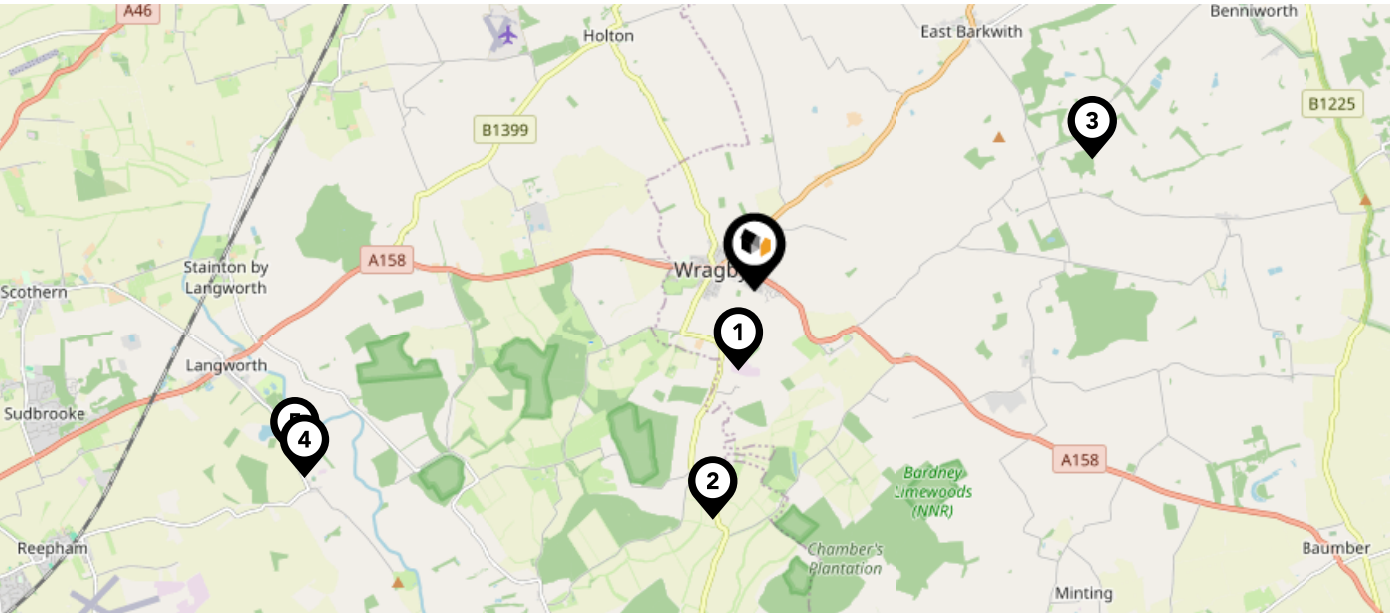 A46
Holton
East Barkwith
Benniworth
B1225
B1399
3
A158
Stainton by
Langworth
Scothern
1
Langworth
Sudbrooke
4
A158
2
Bardney
Limewoods
(NNR)
Chamber's
Plantation
Reepham
Baumber
Minting